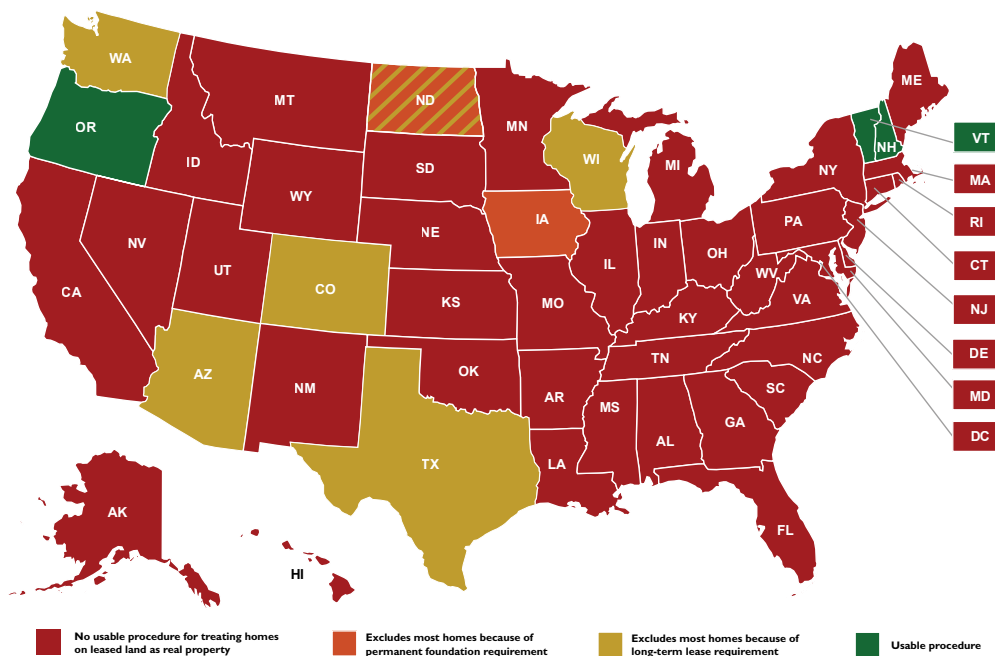 WA
OR
MT
ND
MN
ID
SD
WI
MI
NY
ME
VT
NH
MA
RI
WY
NE
IA
PA
CT
NV
UT
CO
KS
MO
IL
IN
OH
WV
VA
NJ
CA
KY
DE
AZ
NM
OK
TN
NC
MD
AR
MS
AL
GA
SC
DC
TX
LA
FL
AK
HI
No usable procedure for treating homes
on leased land as real property
Excludes most homes because of
permanent foundation requirement
Excludes most homes because of
long-term lease requirement
Usable procedure